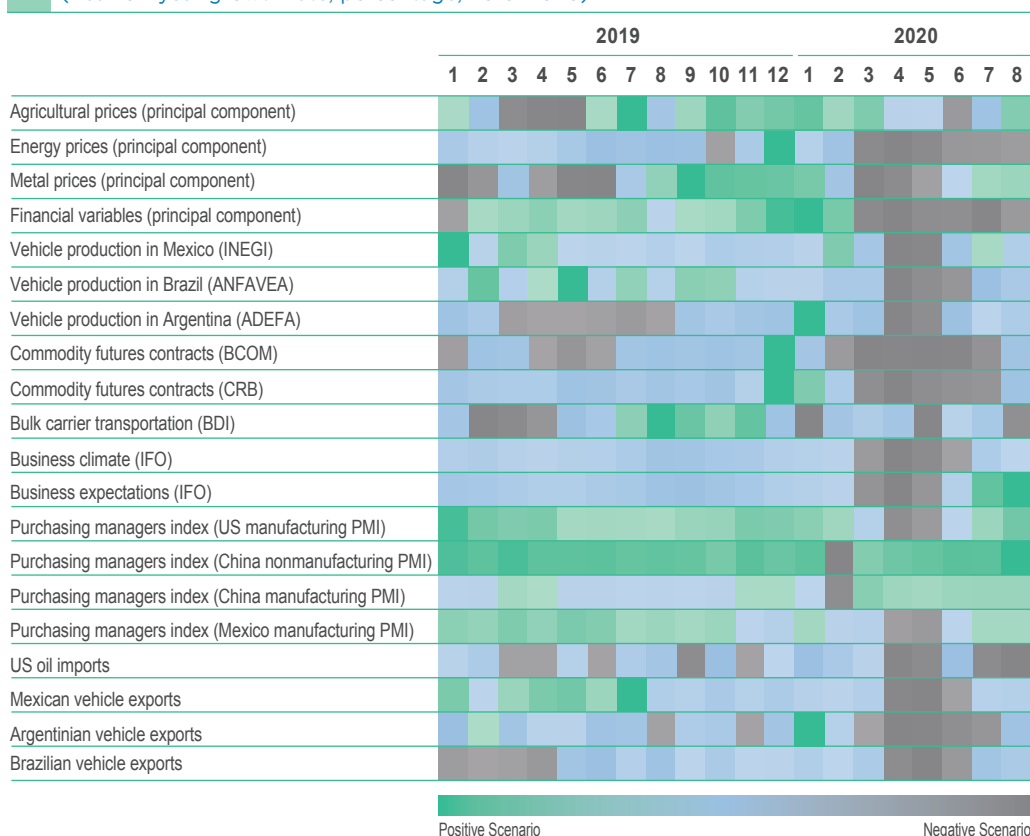 2019 2020
1 2 3 4 5 6 7 8 9 10 11 12 1 2 3 4 5 6 7 8
Agricultural prices (principal component)
Energy prices (principal component)
Metal prices (principal component)
Financial variables (principal component)
Vehicle production in Mexico (INEGI)
Vehicle production in Brazil (ANFAVEA)
Vehicle production in Argentina (ADEFA)
Commodity futures contracts (BCOM)
Commodity futures contracts (CRB)
Bulk carrier transportation (BDI)
Business climate (IFO)
Business expectations (IFO)
Purchasing managers index (US manufacturing PMI)
Purchasing managers index (China nonmanufacturing PMI)
Purchasing managers index (China manufacturing PMI)
Purchasing managers index (Mexico manufacturing PMI)
US oil imports
Mexican vehicle exports
Argentinian vehicle exports
Brazilian vehicle exports
Positive Scenario Negative Scenario